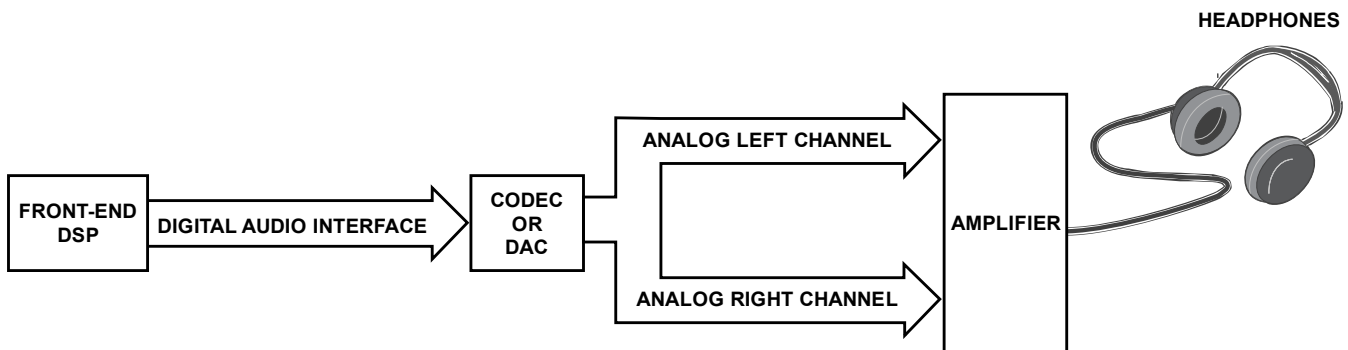 HEADPHONES
ANALOG LEFT CHANNEL
FRONT-END
DSP
DIGITAL AUDIO INTERFACE
CODEC
OR
DAC
AMPLIFIER
ANALOG RIGHT CHANNEL